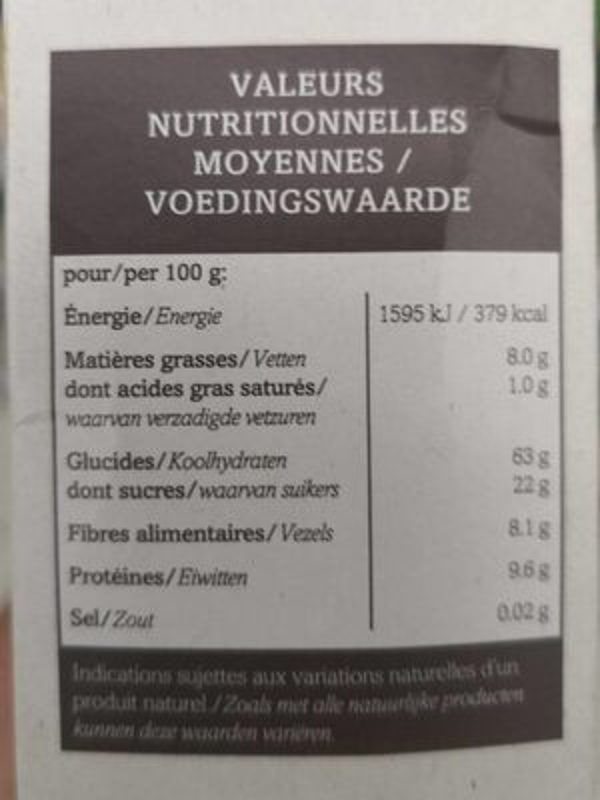 VALEURS
NUTRITIONNELLES
MOYENNES /
VOEDINGSWAARDE
pour/per 100 g:
Énergie/Energie 1595 kJ / 379 kcal
Matières grasses/Vetten 8.0 g
dont acides gras saturés/ 1.0 g
waarvan verzadigde vetzuren
Glucides/Koolhydraten 63 g
dont sucres/waarvan suikers 22 g
Fibres alimentaires/Vezels 8.1 g
Protéines/Eiwitten 9.6 g
Sel/Zout 0.02 g
Indications sujettes aux variations naturelles d'un
produit naturel./Zoals met alle natuurlijke producten
kunnen deze waarden variëren.